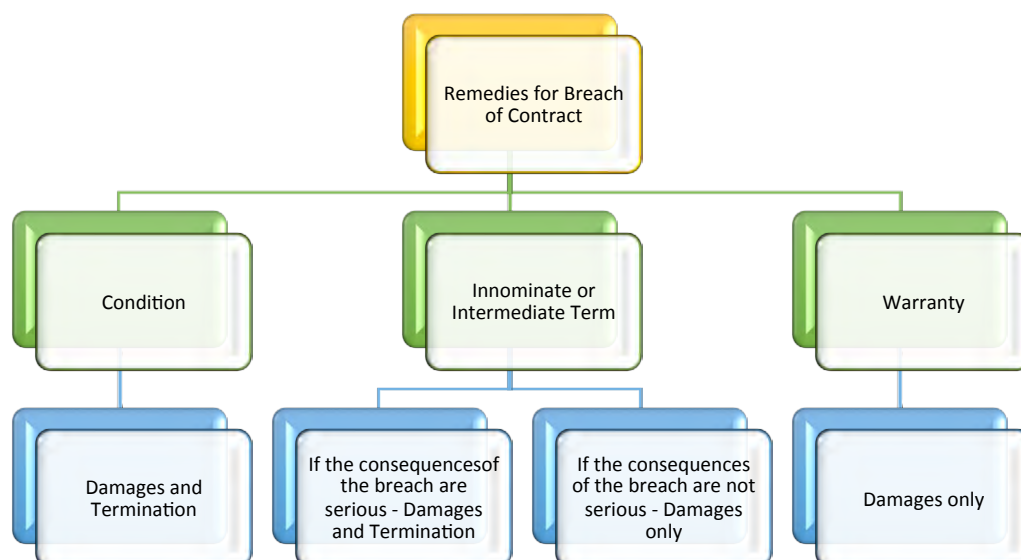 Remedies for Breach
of Contract
Condition
Innominate or
Intermediate Term
Warranty
Damages and
Termination
If the consequencesof
the breach are
serious - Damages
and Termination
If the consequences
of the breach are not
serious - Damages
only
Damages only